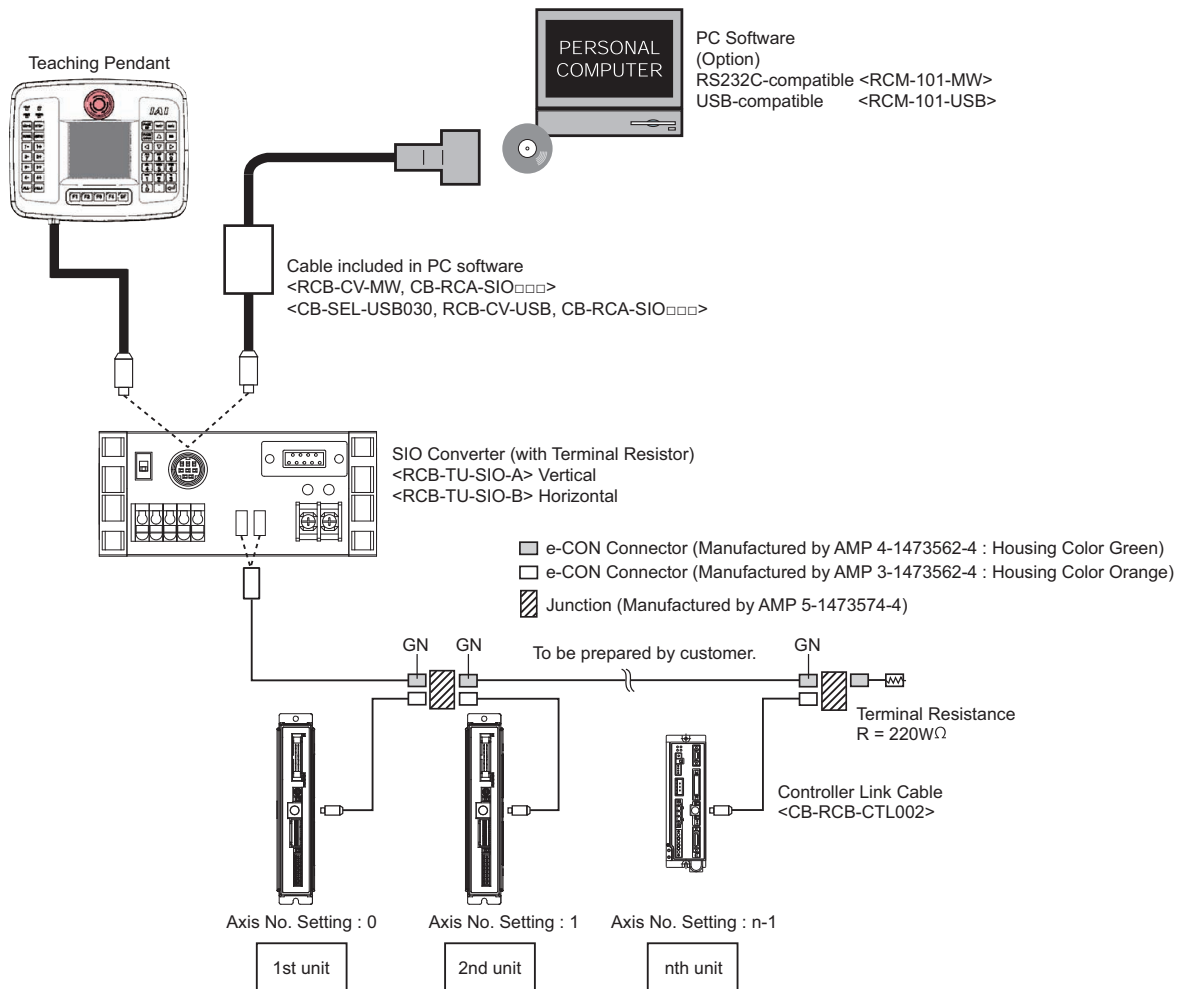 Teaching Pendant
IAI
PERSONAL
COMPUTER
PC Software
(Option)
RS232C-compatible <RCM-101-MW>
USB-compatible <RCM-101-USB>
Cable included in PC software
<RCB-CV-MW, CB-RCA-SIO□□□>
<CB-SEL-USB030, RCB-CV-USB, CB-RCA-SIO□□□>
SIO Converter (with Terminal Resistor)
<RCB-TU-SIO-A> Vertical
<RCB-TU-SIO-B> Horizontal
e-CON Connector (Manufactured by AMP 4-1473562-4 : Housing Color Green)
e-CON Connector (Manufactured by AMP 3-1473562-4 : Housing Color Orange)
Junction (Manufactured by AMP 5-1473574-4)
GN
GN
To be prepared by customer.
GN
Terminal Resistance
R = 220WΩ
Controller Link Cable
<CB-RCB-CTL002>
Axis No. Setting : 0
Axis No. Setting : 1
Axis No. Setting : n-1
1st unit
2nd unit
nth unit